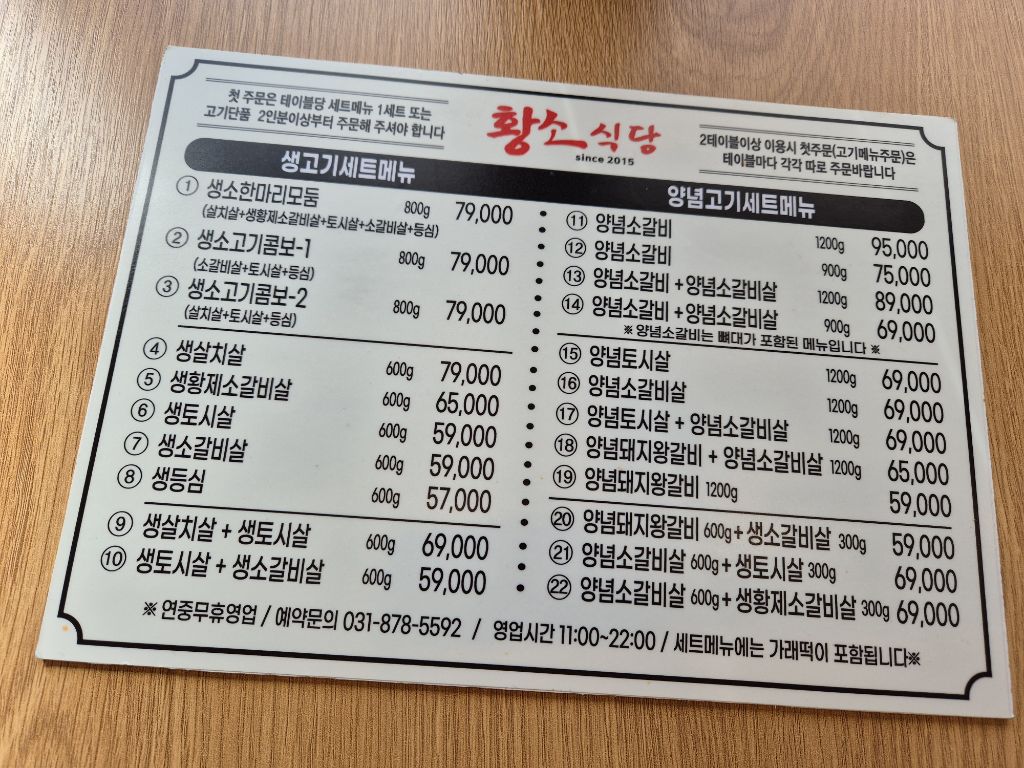 첫 주문은 테이블당 세트메뉴 1세트 또는
고기단품 2인분이상부터 주문해 주셔야 합니다
황소식당
since 2015
2테이블이상 이용시 첫주문(고기메뉴주문)은
테이블마다 각각 따로 주문바랍니다
생고기세트메뉴
① 생소한마리모둠 800g 79,000
(살치살+생황제소갈비살+토시살+소갈비살+등심)
② 생소고기콤보-1 800g 79,000
(소갈비살+토시살+등심)
③ 생소고기콤보-2 800g 79,000
(살치살+토시살+등심)
④ 생살치살 600g 79,000
⑤ 생황제소갈비살 600g 65,000
⑥ 생토시살 600g 59,000
⑦ 생소갈비살 600g 59,000
⑧ 생등심 600g 57,000
⑨ 생살치살 + 생토시살 600g 69,000
⑩ 생토시살 + 생소갈비살 600g 59,000
양념고기세트메뉴
⑪ 양념소갈비 1200g 95,000
⑫ 양념소갈비 900g 75,000
⑬ 양념소갈비 +양념소갈비살 1200g 89,000
⑭ 양념소갈비 +양념소갈비살 900g 69,000
※ 양념소갈비는 뼈대가 포함된 메뉴입니다 ※
⑮ 양념토시살 1200g 69,000
⑯ 양념소갈비살 1200g 69,000
⑰ 양념토시살 + 양념소갈비살 1200g 69,000
⑱ 양념돼지왕갈비 + 양념소갈비살 1200g 65,000
⑲ 양념돼지왕갈비 1200g 59,000
⑳ 양념돼지왕갈비 600g+ 생소갈비살 300g 59,000
㉑ 양념소갈비살 600g+ 생토시살 300g 69,000
㉒ 양념소갈비살 600g+ 생황제소갈비살 300g 69,000
※ 연중무휴영업 / 예약문의 031-878-5592 / 영업시간 11:00~22:00 / 세트메뉴에는 가래떡이 포함됩니다※